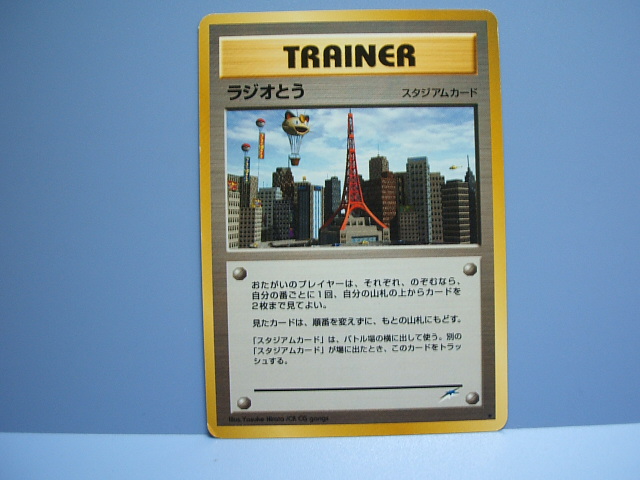 TRAINER
ラジオとう
スタジアムカード
おたがいのプレイヤーは、それぞれ、のぞむなら、
自分の番ごとに1回、自分の山札の上からカードを
2枚まで見てよい。
見たカードは、順番を変えずに、もとの山札にもどす。
「スタジアムカード」は、バトル場の横に出して使う。別の
「スタジアムカード」が場に出たとき、このカードをトラッ
シュする。
Illus. Yusuke Hirata /CR CG gangs